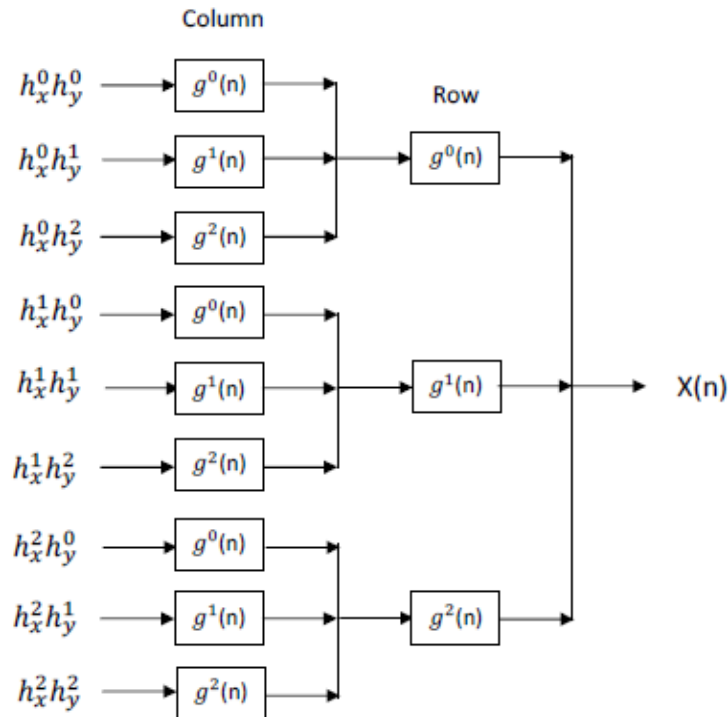 Column
h_x^0 h_y^0 g^0(n)
Row
h_x^0 h_y^1 g^1(n) g^0(n)
h_x^0 h_y^2 g^2(n)
h_x^1 h_y^0 g^0(n)
h_x^1 h_y^1 g^1(n) g^1(n) X(n)
h_x^1 h_y^2 g^2(n)
h_x^2 h_y^0 g^0(n)
h_x^2 h_y^1 g^1(n) g^2(n)
h_x^2 h_y^2 g^2(n)